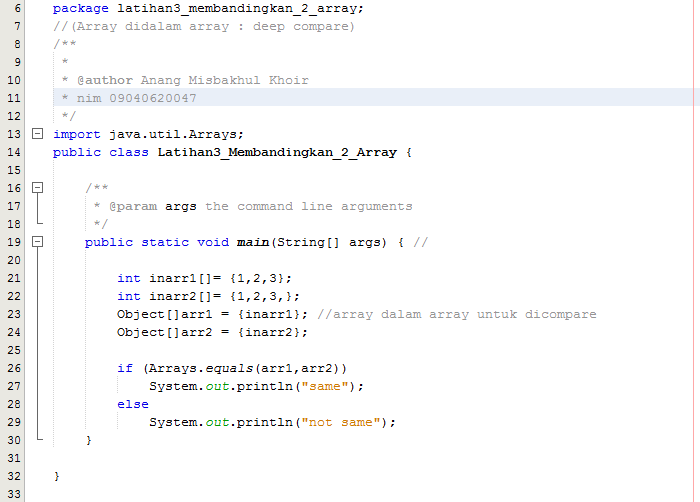 6 package latihan3_membandingkan_2_array;
7 //(Array didalam array : deep compare)
8 /**
9 *
10 * @author Anang Misbakhul Khoir
11 * nim 09040620047
12 */
13 import java.util.Arrays;
14 public class Latihan3_Membandingkan_2_Array {
15
16 /**
17 * @param args the command line arguments
18 */
19 public static void main(String[] args) { //
20
21 int inarr1[]= {1,2,3};
22 int inarr2[]= {1,2,3,};
23 Object[]arr1 = {inarr1}; //array dalam array untuk dicompare
24 Object[]arr2 = {inarr2};
25
26 if (Arrays.equals(arr1,arr2))
27 System.out.println("same");
28 else
29 System.out.println("not same");
30 }
31
32 }
33